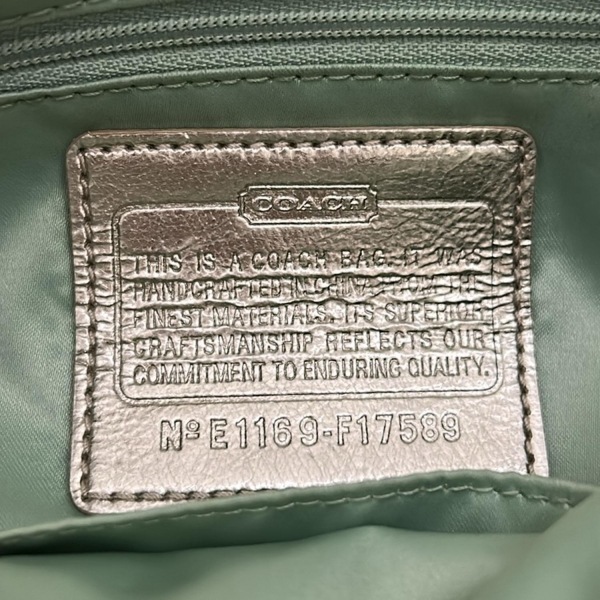 COACH
THIS IS A COACH BAG. IT WAS
HANDCRAFTED IN CHINA FROM THE
FINEST MATERIALS. ITS SUPERIOR
CRAFTSMANSHIP REFLECTS OUR
COMMITMENT TO ENDURING QUALITY.
Nº E1169-F17589